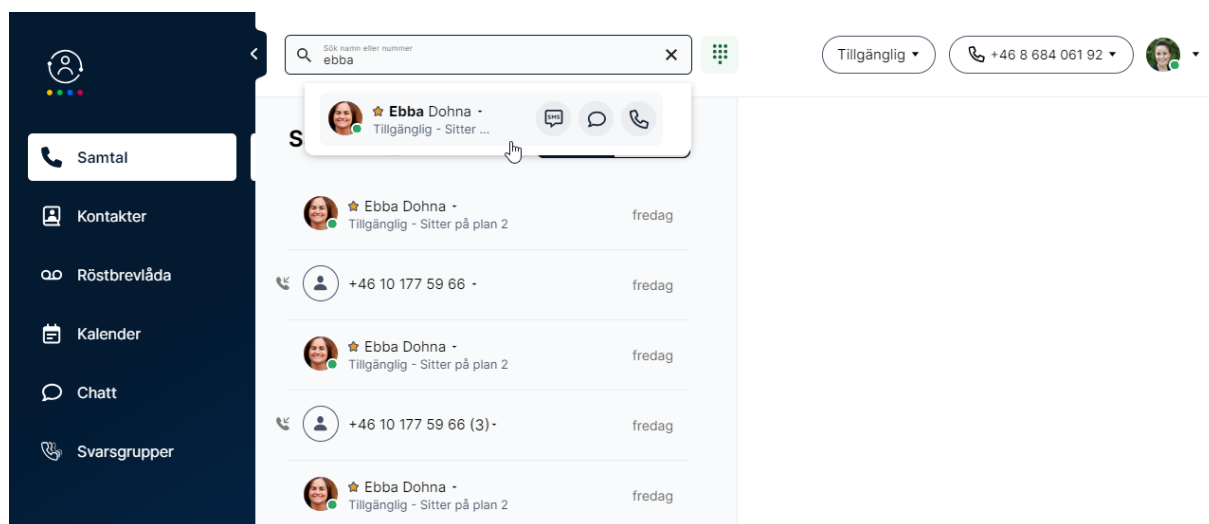 Sök namn eller nummer
ebba
Tillgänglig
+46 8 684 061 92
Ebba Dohna -
Tillgänglig - Sitter ...
SMS
S
Samtal
Kontakter
Röstbrevlåda
Kalender
Chatt
Svarsgrupper
Ebba Dohna -
Tillgänglig - Sitter på plan 2
fredag
+46 10 177 59 66 -
fredag
Ebba Dohna -
Tillgänglig - Sitter på plan 2
fredag
+46 10 177 59 66 (3) -
fredag
Ebba Dohna -
Tillgänglig - Sitter på plan 2
fredag